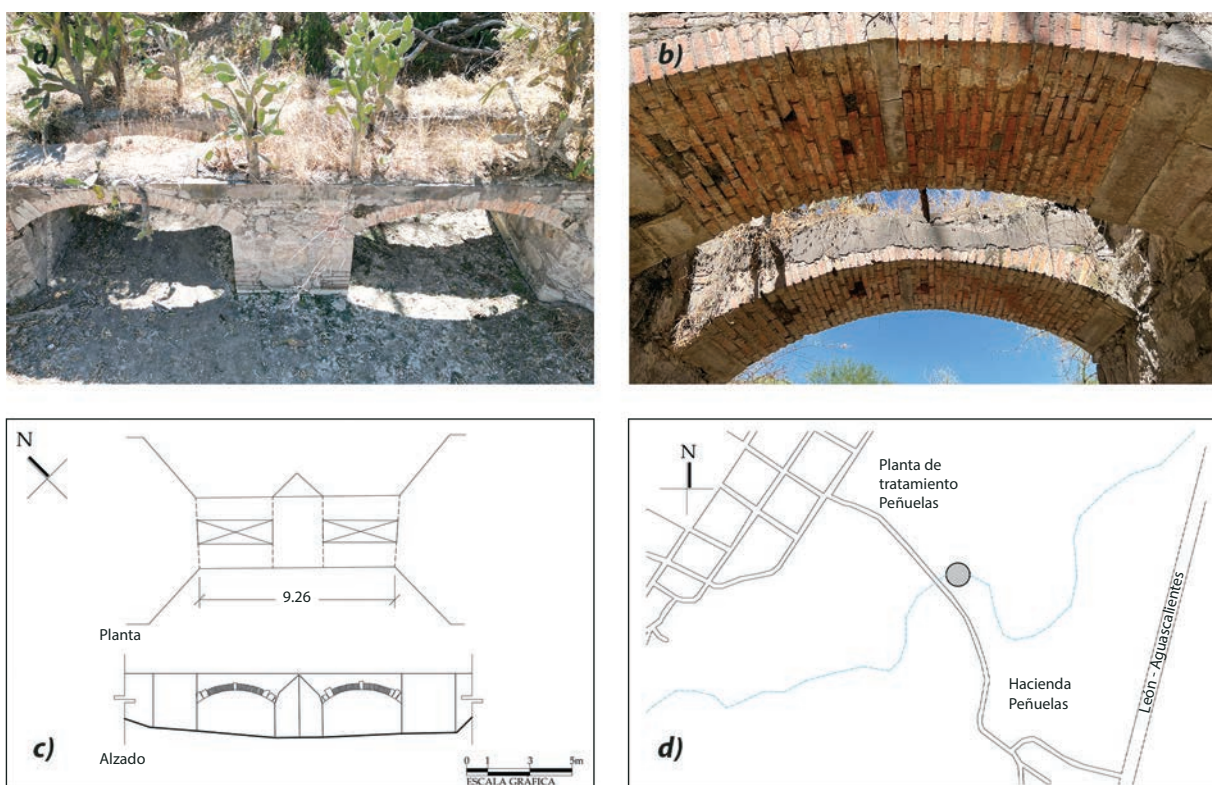 a)
b)
N
9.26
Planta
Alzado
c)
0 1 3 5m
ESCALA GRÁFICA
N
Planta de
tratamiento
Peñuelas
Hacienda
Peñuelas
León - Aguascalientes
d)